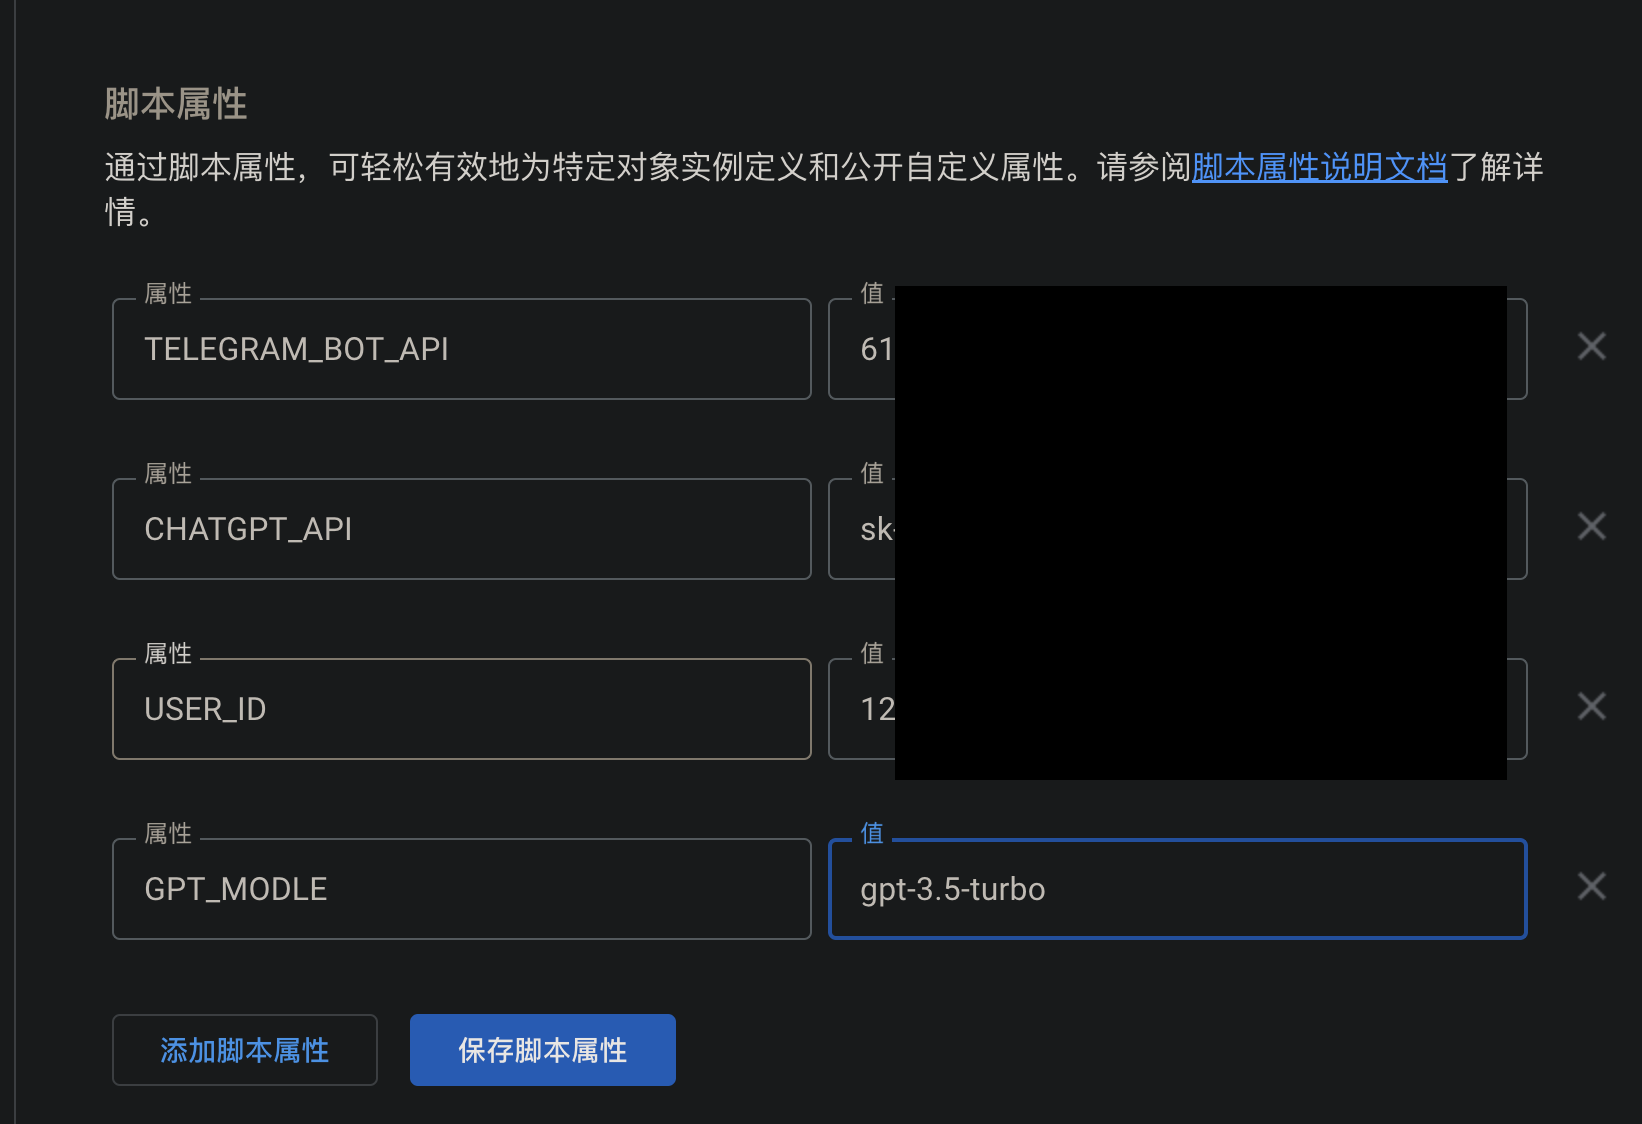 脚本属性
通过脚本属性，可轻松有效地为特定对象实例定义和公开自定义属性。请参阅脚本属性说明文档了解详
情。
属性
值
TELEGRAM_BOT_API
61
属性
值
CHATGPT_API
sk-
属性
值
USER_ID
12
属性
值
GPT_MODLE
gpt-3.5-turbo
添加脚本属性
保存脚本属性